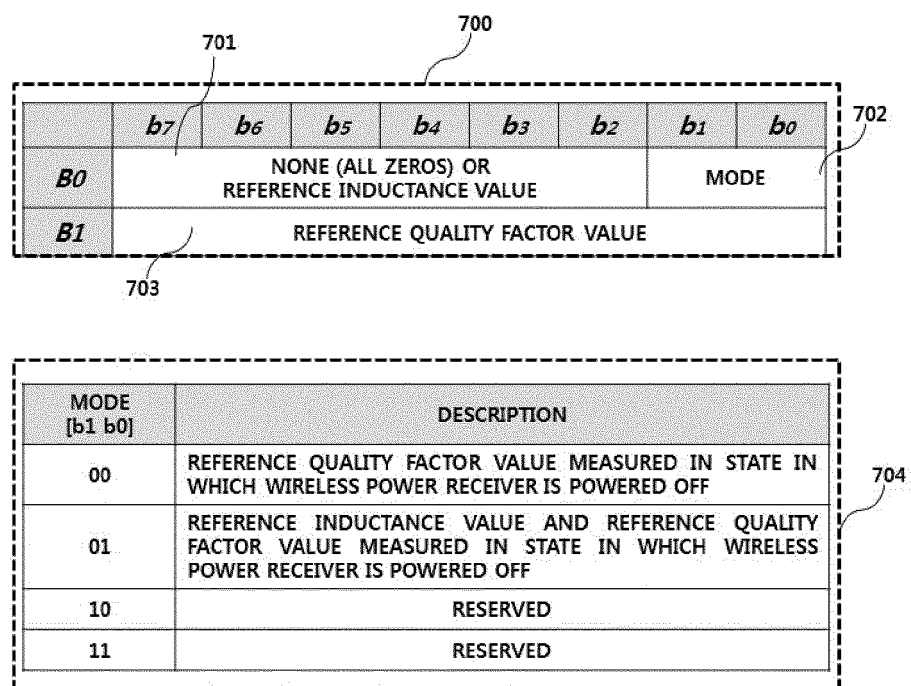 700
701
b7 b6 b5 b4 b3 b2 b1 b0
702
B0
NONE (ALL ZEROS) OR
REFERENCE INDUCTANCE VALUE
MODE
B1
REFERENCE QUALITY FACTOR VALUE
703
MODE
[b1 b0]
DESCRIPTION
00
REFERENCE QUALITY FACTOR VALUE MEASURED IN STATE IN
WHICH WIRELESS POWER RECEIVER IS POWERED OFF
704
01
REFERENCE INDUCTANCE VALUE AND REFERENCE QUALITY
FACTOR VALUE MEASURED IN STATE IN WHICH WIRELESS
POWER RECEIVER IS POWERED OFF
10
RESERVED
11
RESERVED